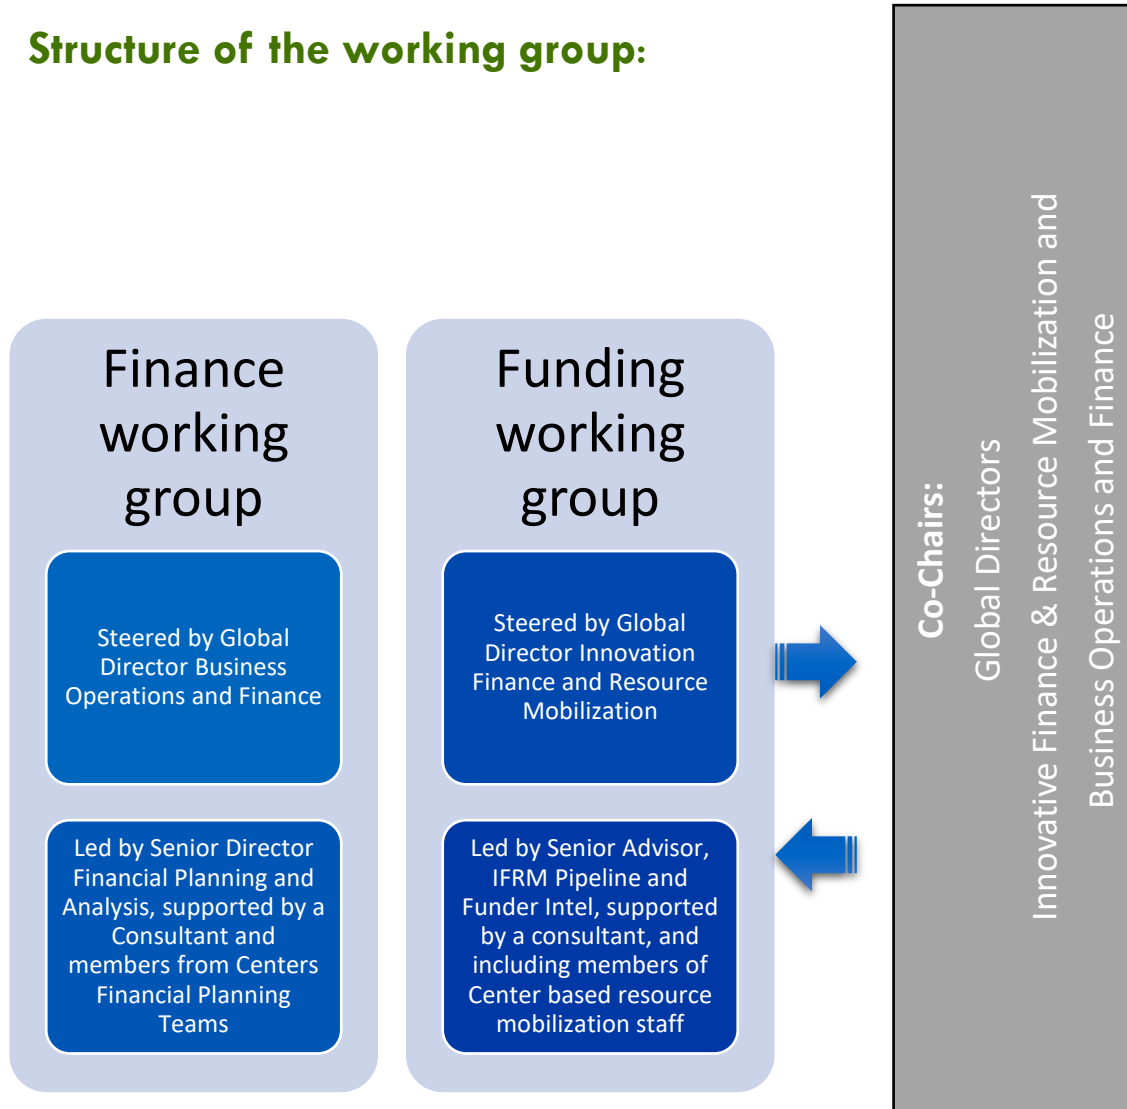 Structure of the working group:
Finance
working
group
Steered by Global
Director Business
Operations and Finance
Led by Senior Director
Financial Planning and
Analysis, supported by a
Consultant and
members from Centers
Financial Planning
Teams
Funding
working
group
Steered by Global
Director Innovation
Finance and Resource
Mobilization
Led by Senior Advisor,
IFRM Pipeline and
Funder Intel, supported
by a consultant, and
including members of
Center based resource
mobilization staff
Co-Chairs:
Global Directors
Innovative Finance & Resource Mobilization and
Business Operations and Finance